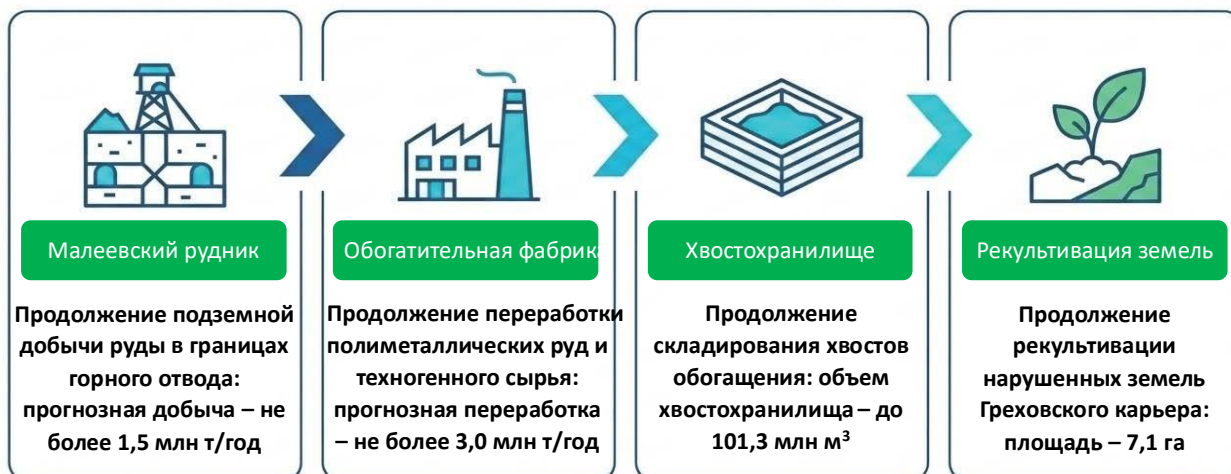 Малеевский рудник
Продолжение подземной
добычи руды в границах
горного отвода:
прогнозная добыча – не
более 1,5 млн т/год
Обогатительная фабрика
Продолжение переработки
полиметаллических руд и
техногенного сырья:
прогнозная переработка
– не более 3,0 млн т/год
Хвостохранилище
Продолжение
складирования хвостов
обогащения: объем
хвостохранилища – до
101,3 млн м³
Рекультивация земель
Продолжение
рекультивации
нарушенных земель
Греховского карьера:
площадь – 7,1 га